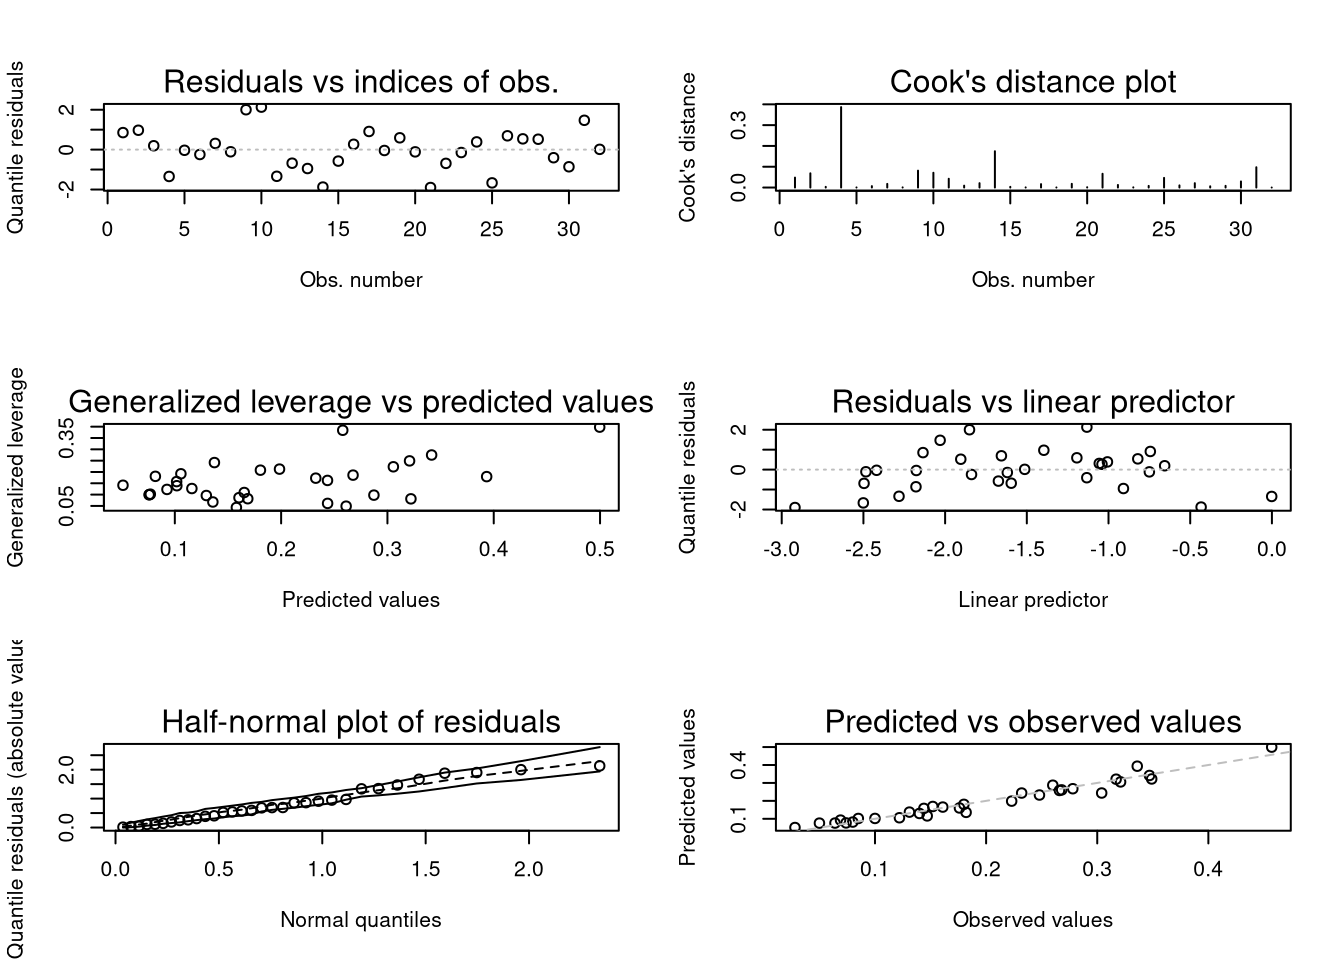 Residuals vs indices of obs.
Quantile residuals
2
0
-2
0 5 10 15 20 25 30
Obs. number
Cook's distance plot
Cook's distance
0.3
0.0
0 5 10 15 20 25 30
Obs. number
Generalized leverage vs predicted values
Generalized leverage
0.35
0.05
0.1 0.2 0.3 0.4 0.5
Predicted values
Residuals vs linear predictor
Quantile residuals
2
0
-2
-3.0 -2.5 -2.0 -1.5 -1.0 -0.5 0.0
Linear predictor
Half-normal plot of residuals
Quantile residuals (absolute value
2.0
0.0
0.0 0.5 1.0 1.5 2.0
Normal quantiles
Predicted vs observed values
Predicted values
0.4
0.1
0.1 0.2 0.3 0.4
Observed values